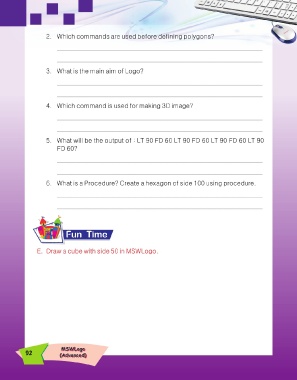 2. Which commands are used before defining polygons?
3. What is the main aim of Logo?
4. Which command is used for making 3D image?
5. What will be the output of : LT 90 FD 60 LT 90 FD 60 LT 90 FD 60 LT 90
FD 60?
6. What is a Procedure? Create a hexagon of side 100 using procedure.
Fun Time
E. Draw a cube with side 50 in MSWLogo.
92
MSWLogo
(Advanced)